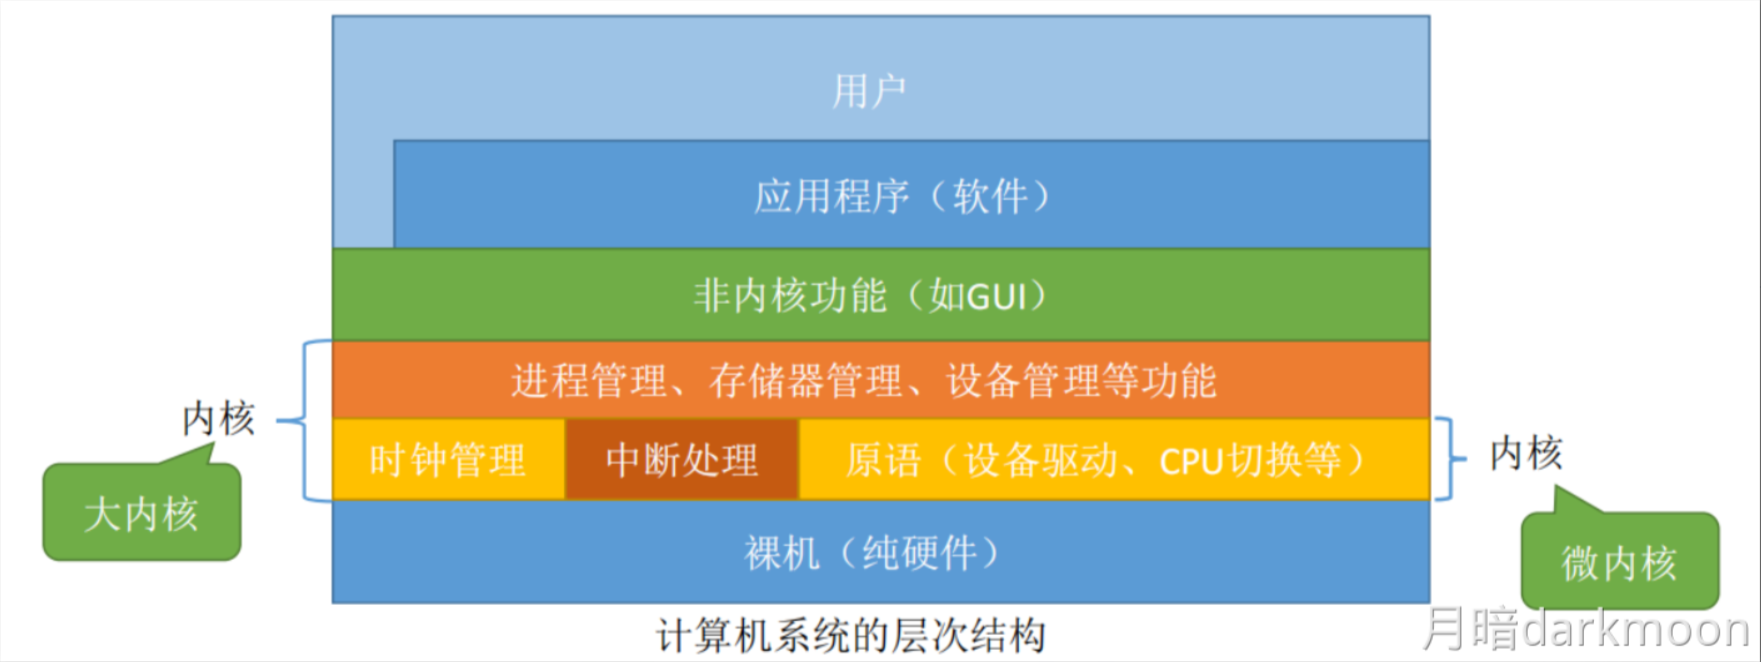 用户
应用程序（软件）
非内核功能（如GUI）
进程管理、存储器管理、设备管理等功能
内核
时钟管理
中断处理
原语（设备驱动、CPU切换等）
内核
大内核
裸机（纯硬件）
微内核
计算机系统的层次结构
月暗darkmoon